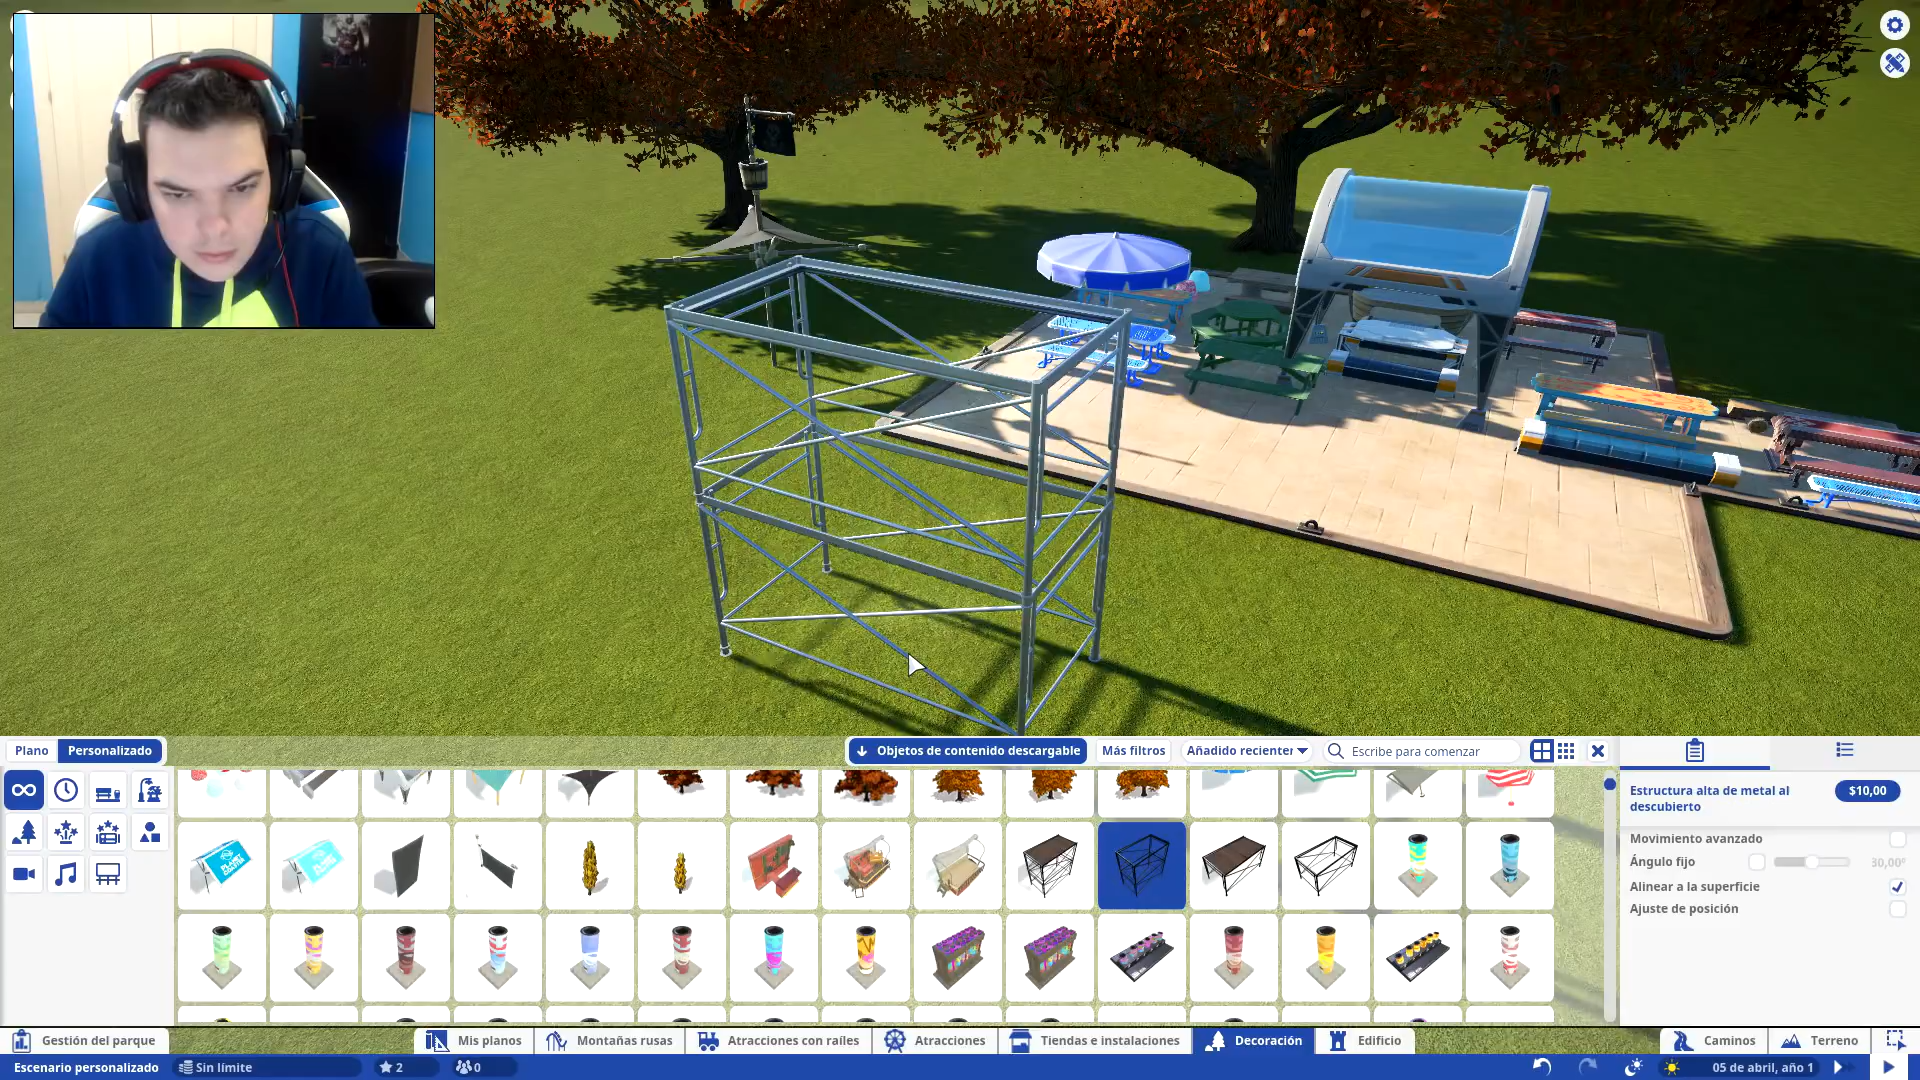 Plano
Personalizado
Objetos de contenido descargable
Más filtros
Añadido recienter
Escribe para comenzar
Estructura alta de metal al descubierto
$10,00
Movimiento avanzado
Ángulo fijo
30,00º
Alinear a la superficie
Ajuste de posición
Gestión del parque
Mis planos
Montañas rusas
Atracciones con raíles
Atracciones
Tiendas e instalaciones
Decoración
Edificio
Caminos
Terreno
Escenario personalizado
Sin límite
2
0
05 de abril, año 1